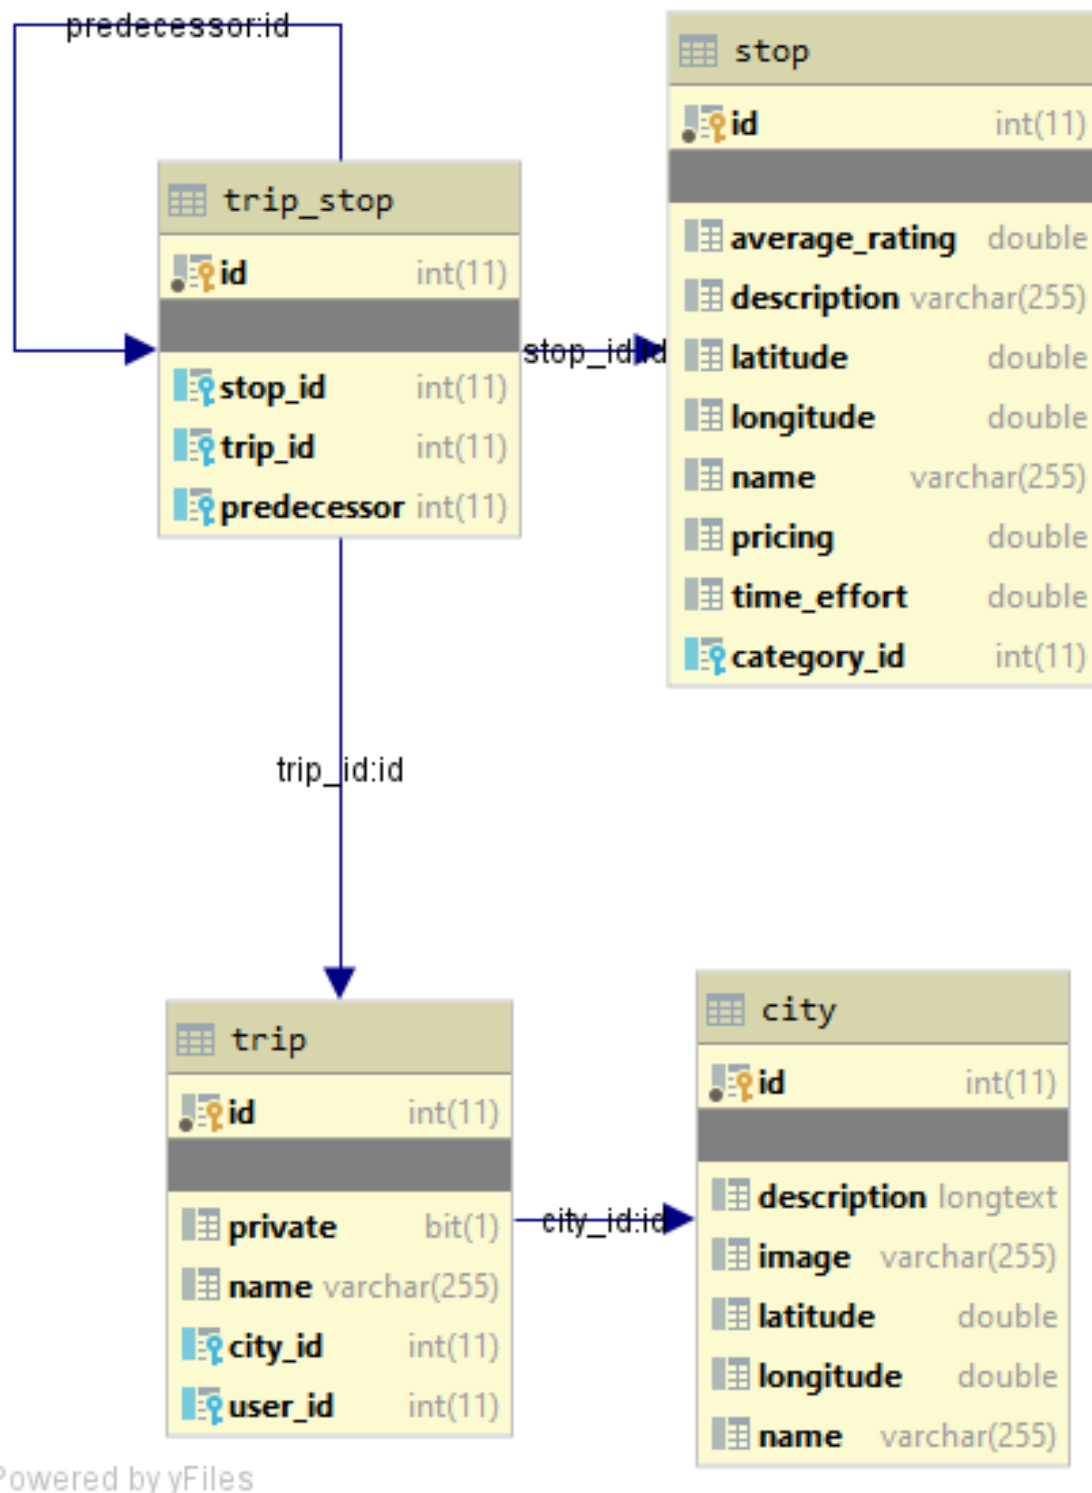 predecessor:id
trip_stop
id int(11)
stop_id int(11)
trip_id int(11)
predecessor int(11)
stop_id:id
stop
id int(11)
average_rating double
description varchar(255)
latitude double
longitude double
name varchar(255)
pricing double
time_effort double
category_id int(11)
trip_id:id
trip
id int(11)
private bit(1)
name varchar(255)
city_id int(11)
user_id int(11)
city_id:id
city
id int(11)
description longtext
image varchar(255)
latitude double
longitude double
name varchar(255)
Powered by yFiles